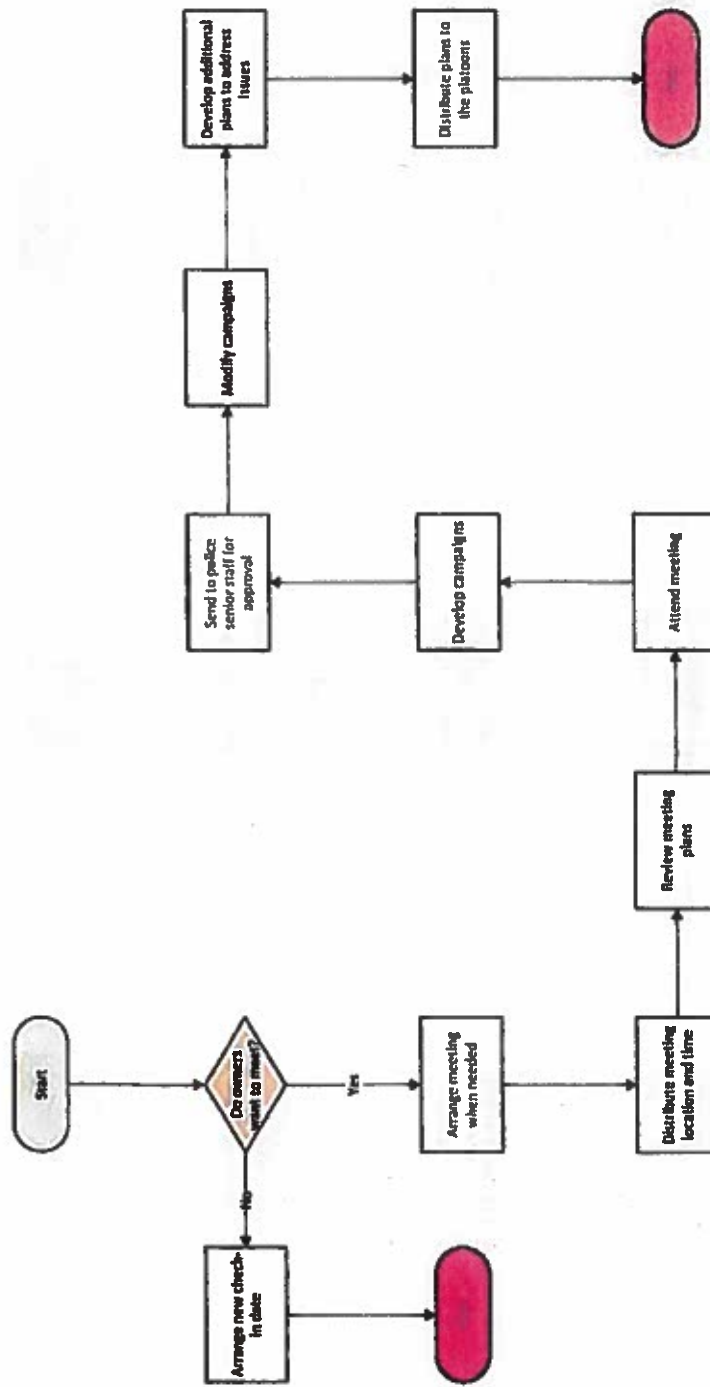 Start
Do owners
want to meet?
No
Arrange new check-
in date
Yes
Arrange meeting
when needed
Distribute meeting
location and time
Review meeting
plans
Attend meeting
Develop campaigns
Send to police
senior staff for
approval
Modify campaigns
Develop additional
plans to address
issues
Distribute plans to
the platoons